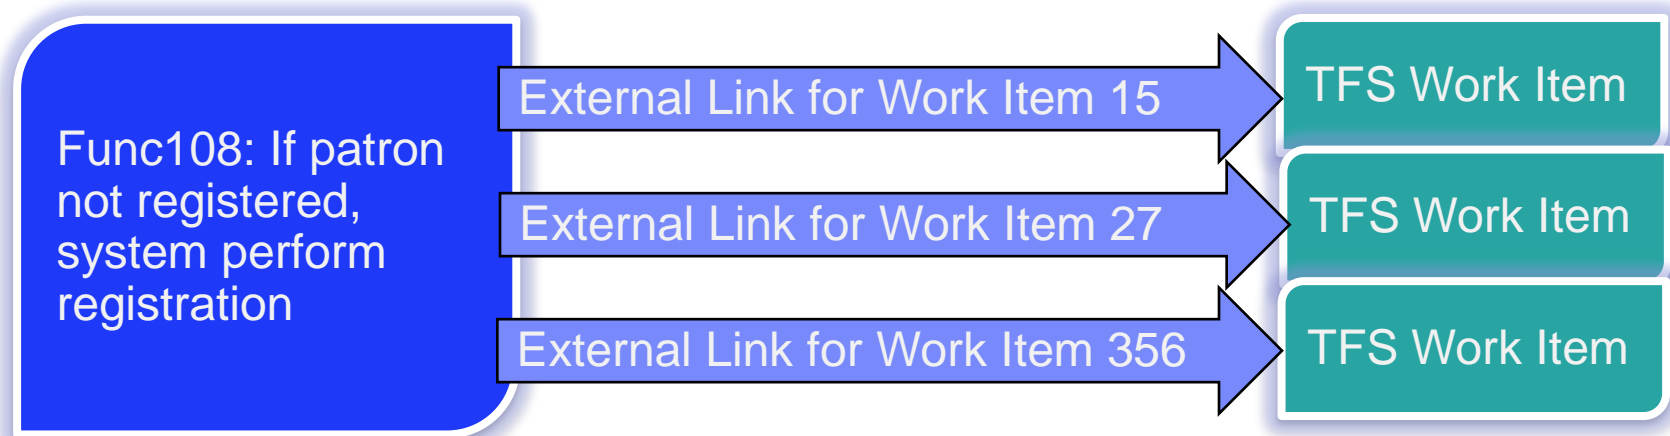 Func108: If patron
not registered,
system perform
registration
External Link for Work Item 15
TFS Work Item
External Link for Work Item 27
TFS Work Item
External Link for Work Item 356
TFS Work Item